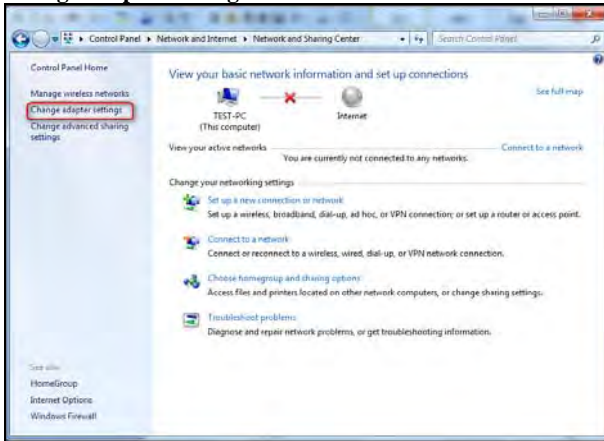 Control Panel ▸ Network and Internet ▸ Network and Sharing Center
Search Control Panel
Control Panel Home
Manage wireless networks
Change adapter settings
Change advanced sharing
settings
View your basic network information and set up connections
See full map
TEST-PC
(This computer)
Internet
View your active networks
Connect to a network
You are currently not connected to any networks.
Change your networking settings
Set up a new connection or network
Set up a wireless, broadband, dial-up, ad hoc, or VPN connection; or set up a router or access point.
Connect to a network
Connect or reconnect to a wireless, wired, dial-up, or VPN network connection.
Choose homegroup and sharing options
Access files and printers located on other network computers, or change sharing settings.
Troubleshoot problems
Diagnose and repair network problems, or get troubleshooting information.
See also
HomeGroup
Internet Options
Windows Firewall